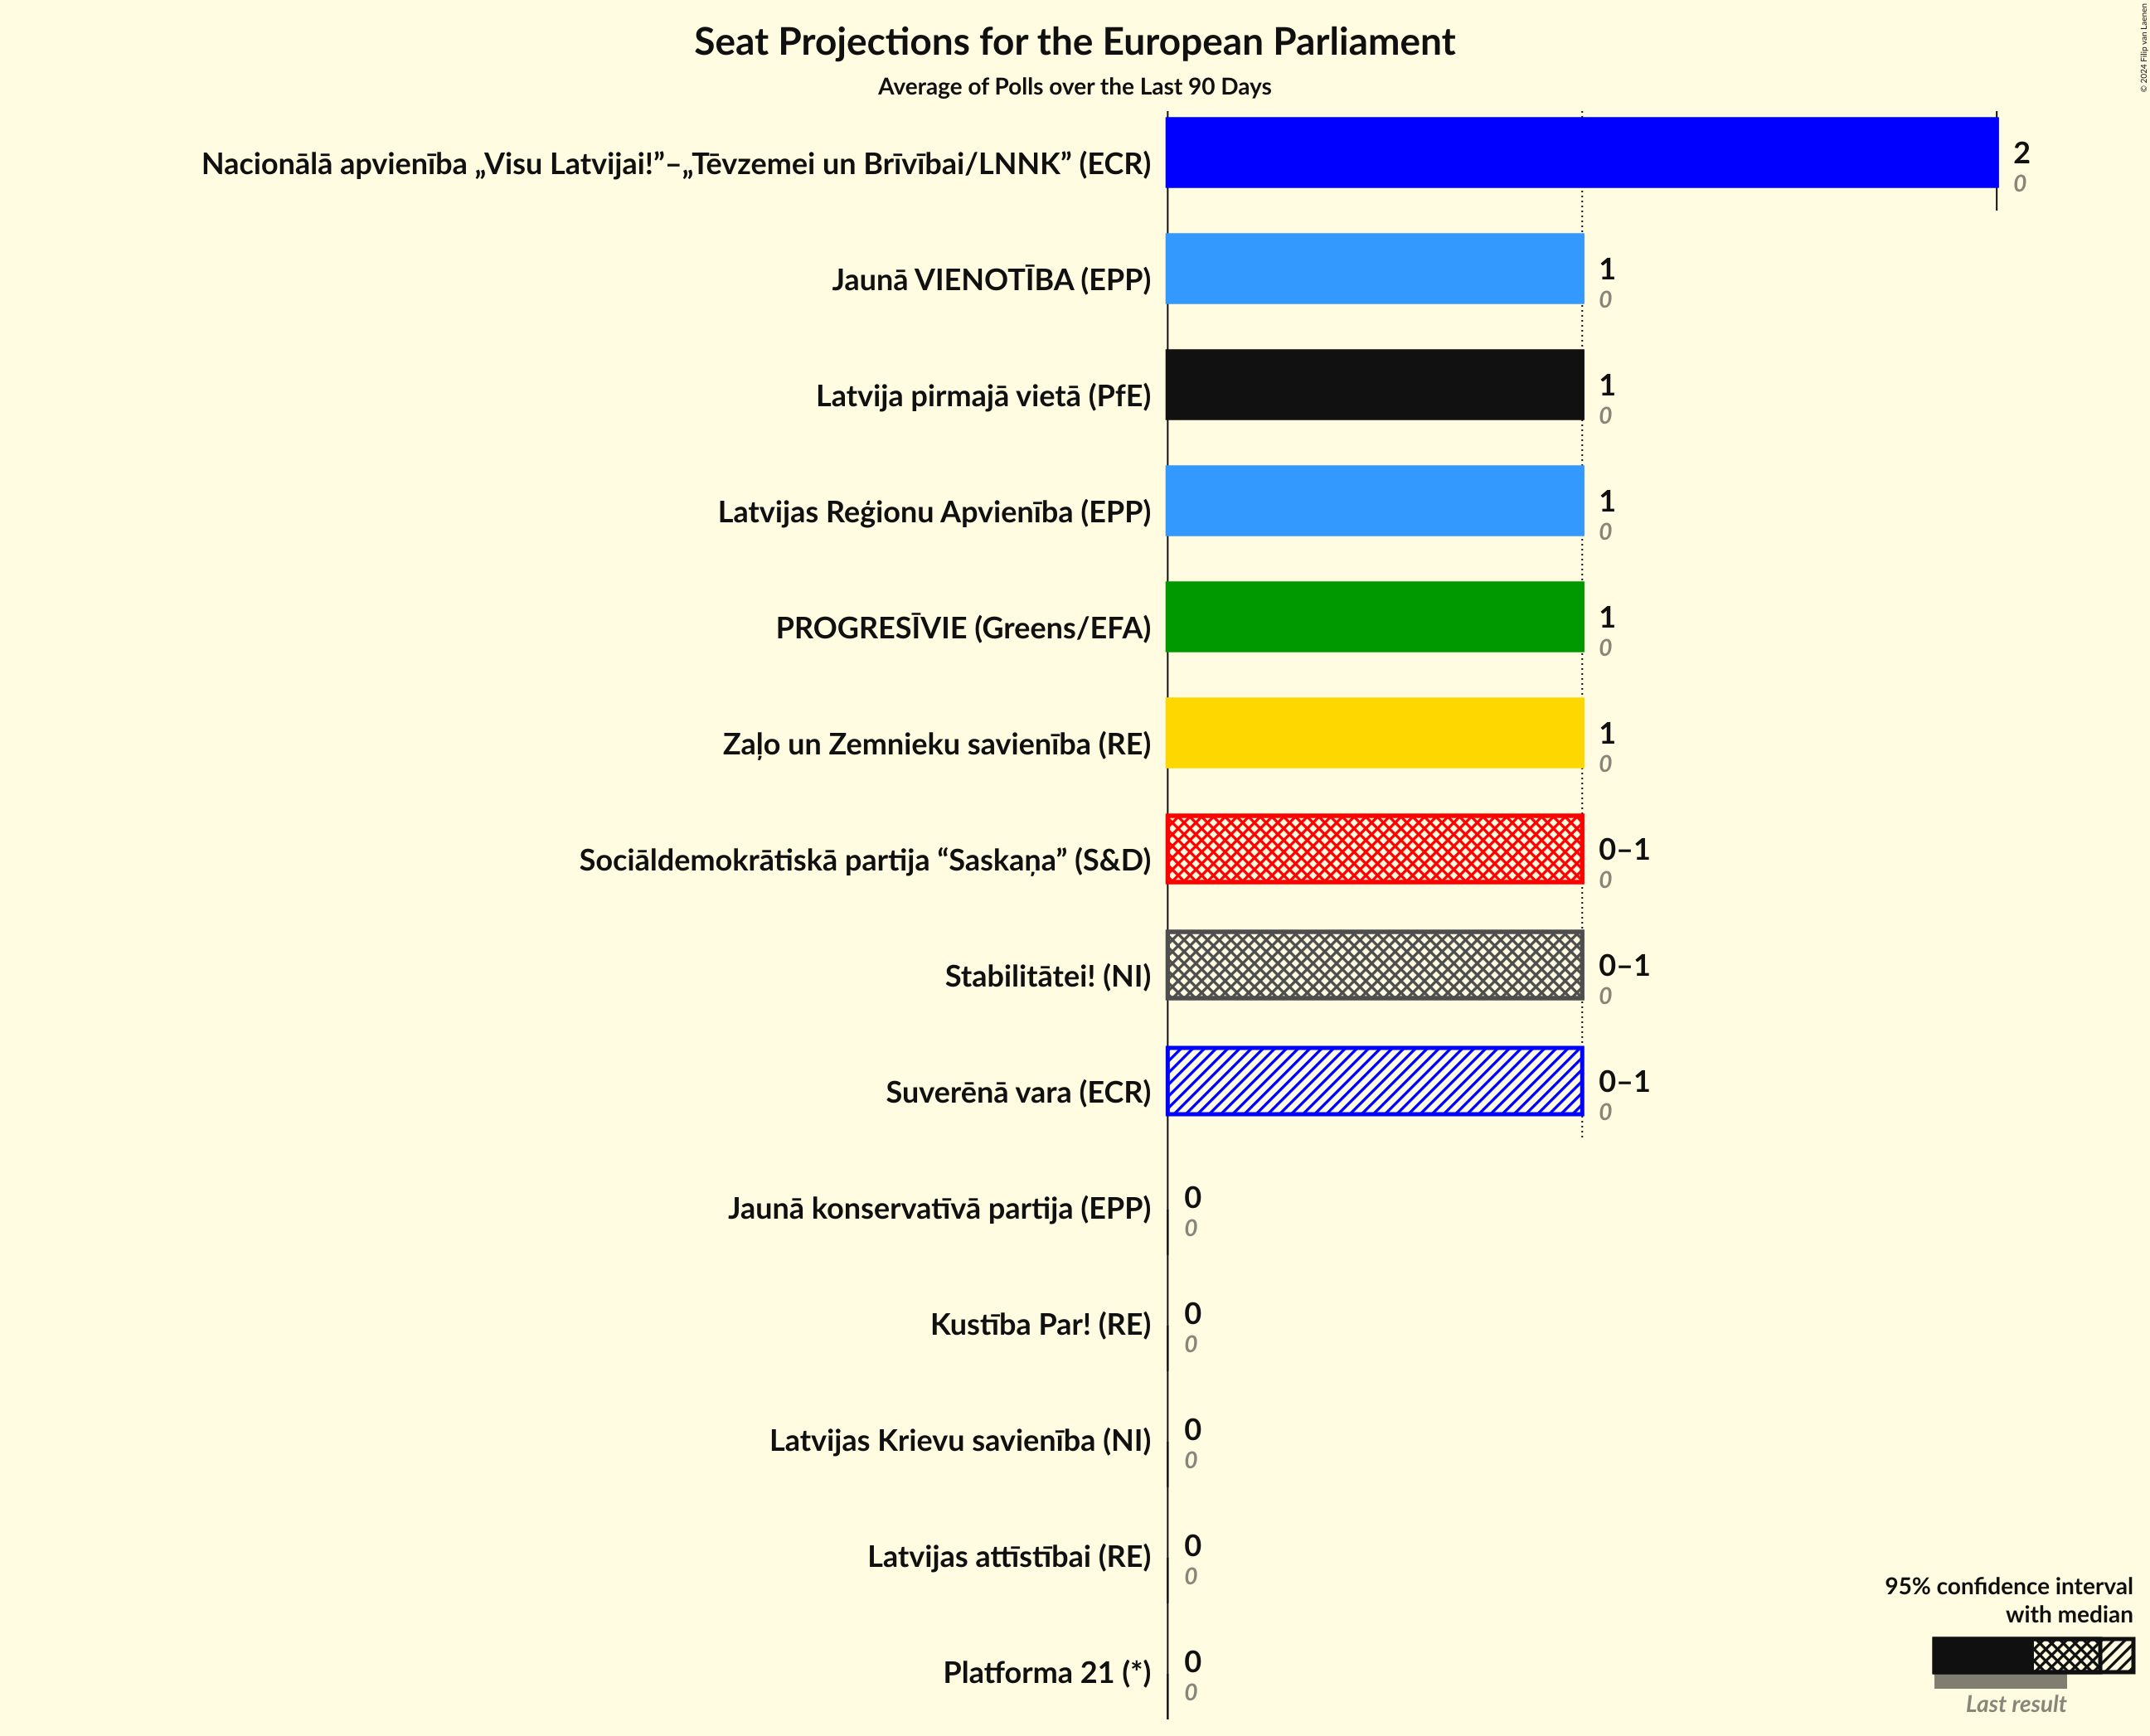 Seat Projections for the European Parliament
Average of Polls over the Last 90 Days
© 2024 Filip van Laenen
Nacionālā apvienība „Visu Latvijai!”–„Tēvzemei un Brīvībai/LNNK” (ECR)
2
0
Jaunā VIENOTĪBA (EPP)
1
0
Latvija pirmajā vietā (PfE)
1
0
Latvijas Reģionu Apvienība (EPP)
1
0
PROGRESĪVIE (Greens/EFA)
1
0
Zaļo un Zemnieku savienība (RE)
1
0
Sociāldemokrātiskā partija “Saskaņa” (S&D)
0–1
0
Stabilitātei! (NI)
0–1
0
Suverēnā vara (ECR)
0–1
0
Jaunā konservatīvā partija (EPP)
0
0
Kustība Par! (RE)
0
0
Latvijas Krievu savienība (NI)
0
0
Latvijas attīstībai (RE)
0
0
Platforma 21 (*)
0
0
95% confidence interval
with median
Last result